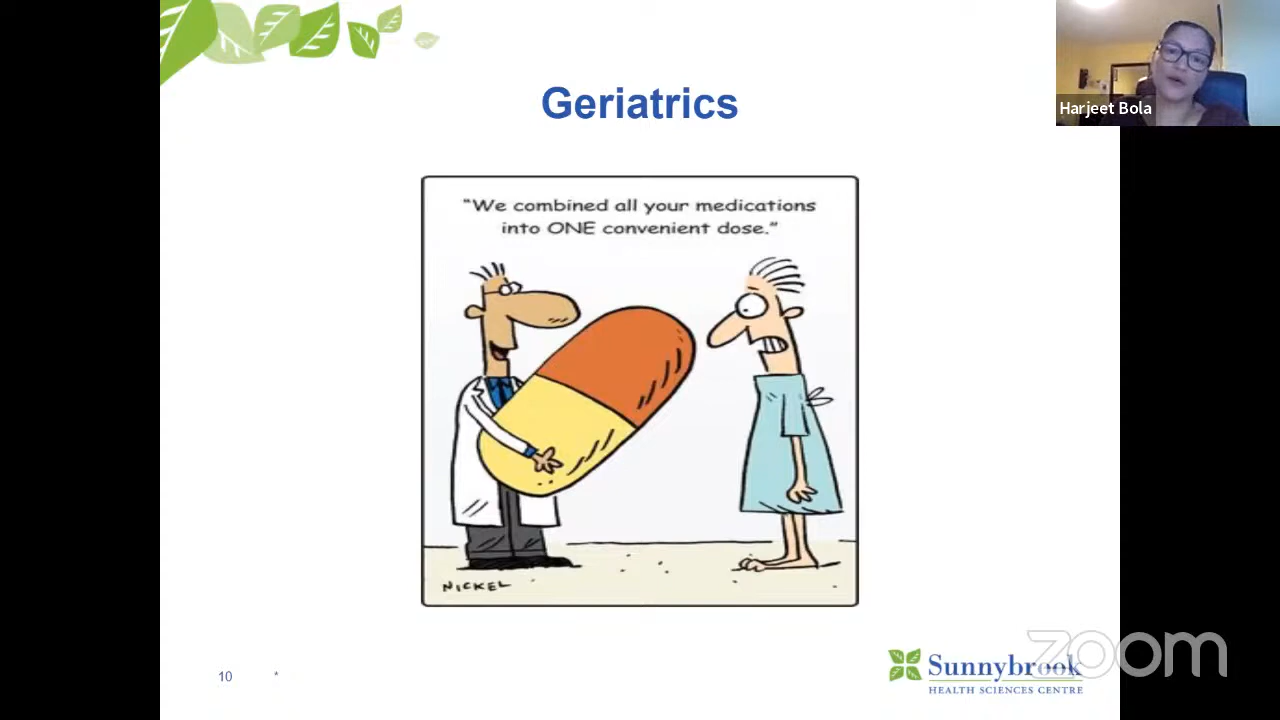 Geriatrics
Harjeet Bola
“We combined all your medications
into ONE convenient dose.”
NICKEL
10
*
Sunnybrook
HEALTH SCIENCES CENTRE
zoom